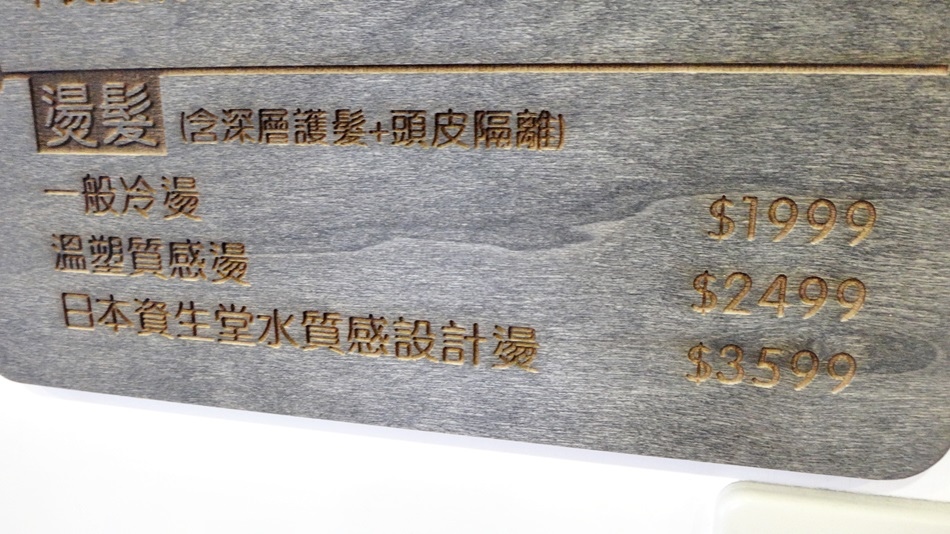 燙髮 (含深層護髮+頭皮隔離)
一般冷燙 $1999
溫塑質感燙 $2499
日本資生堂水質感設計燙 $3599